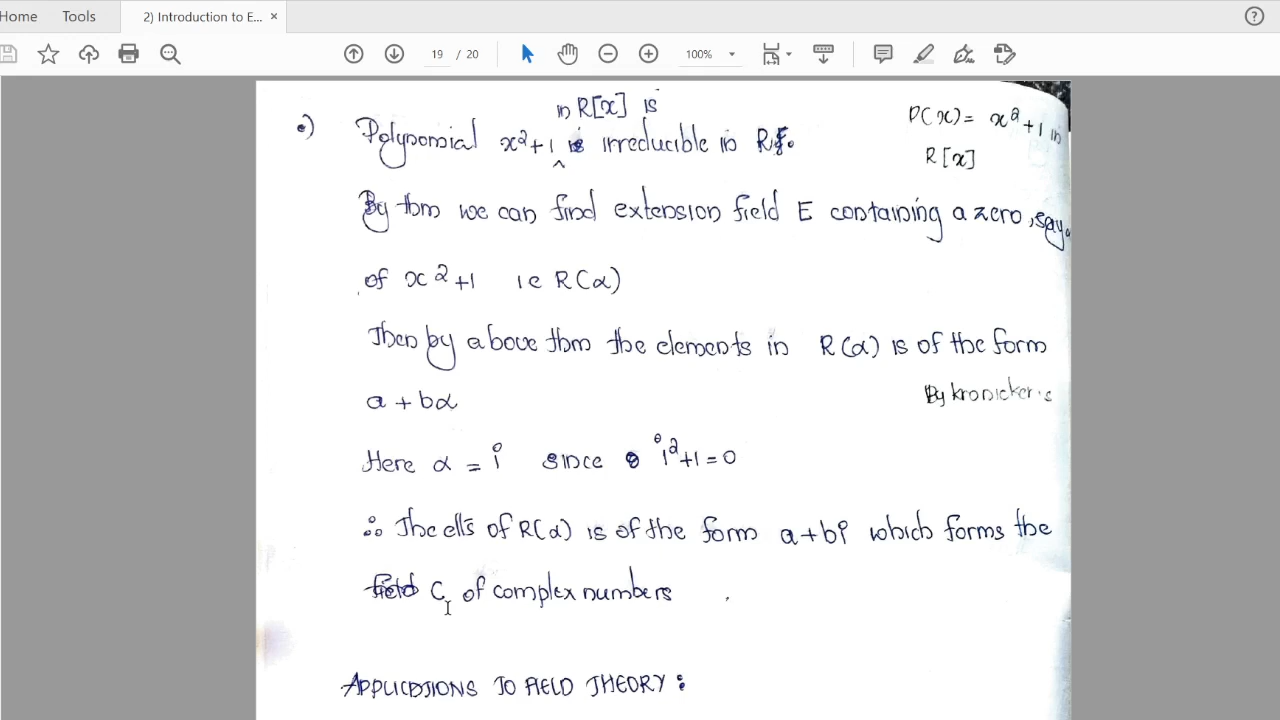 Home Tools 2) Introduction to E... ×
19 / 20 100%
in R[x] is
Polynomial x²+1 ^ irreducible in R.
P(x)= x²+1 in
R[x]
By thm we can find extension field E containing a zero, say
of x²+1 ie R(α)
Then by above thm the elements in R(α) is of the form
a + bα
By kronicker's
Here α = i since i²+1=0
∴ The elts of R(α) is of the form a+bi which forms the
field C of complex numbers
APPLICATIONS TO FIELD THEORY: